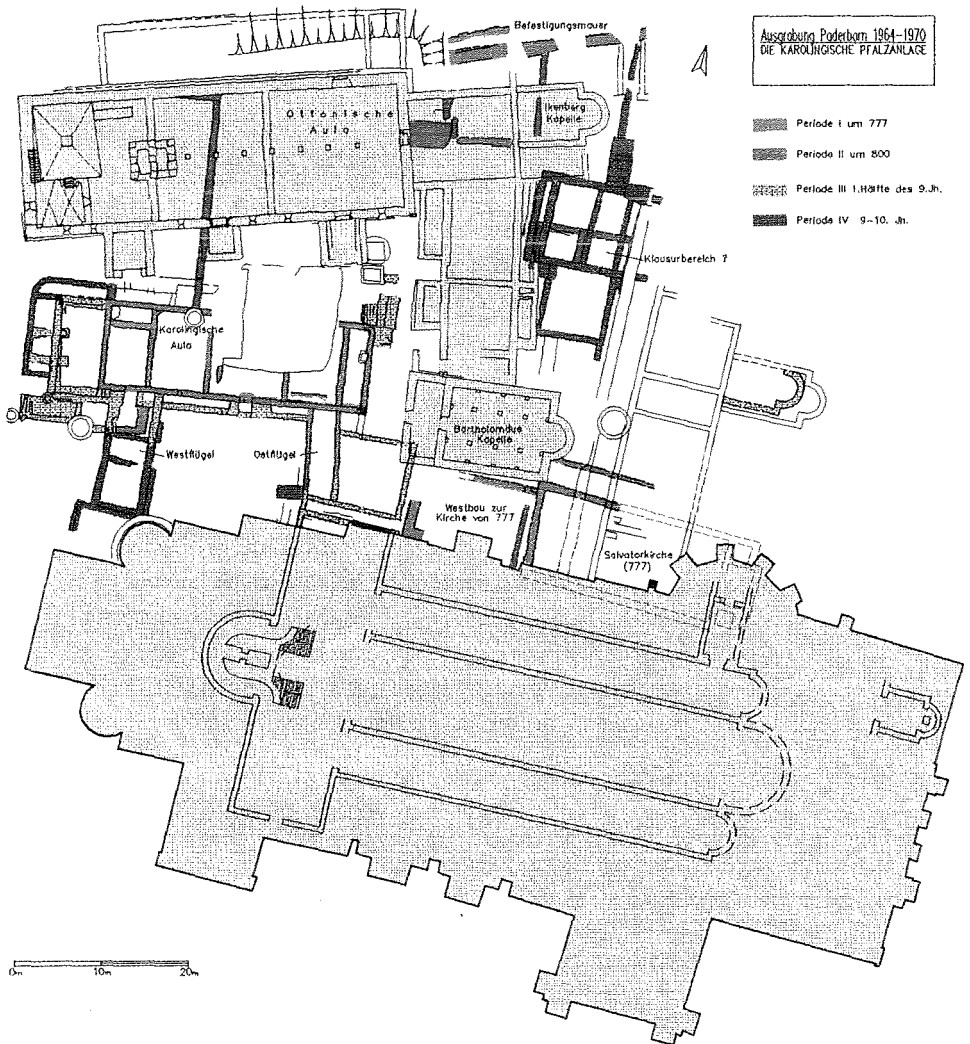 Ausgrabung Paderborn 1964-1970
DIE KAROLINGISCHE PFALZANLAGE
Periode I um 777
Periode II um 800
Periode III 1.Hälfte des 9.Jh.
Periode IV 9-10. Jh.
Befestigungsmauer
Ottonische
Aula
Ikenberg
Kapelle
Klausurbereich ?
Karolingische
Aula
Bartholomäus
Kapelle
Westflügel
Ostflügel
Westbau zur
Kirche von 777
Salvatorkirche
(777)
0m 10m 20m